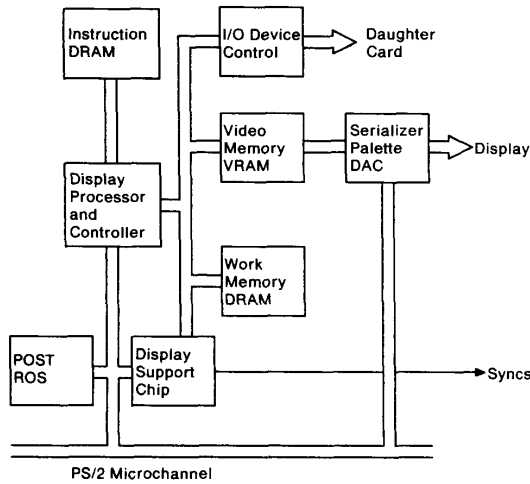 Instruction
DRAM
I/O Device
Control
Daughter
Card
Video
Memory
VRAM
Serializer
Palette
DAC
Display
Display
Processor
and
Controller
Work
Memory
DRAM
POST
ROS
Display
Support
Chip
Syncs
PS/2 Microchannel